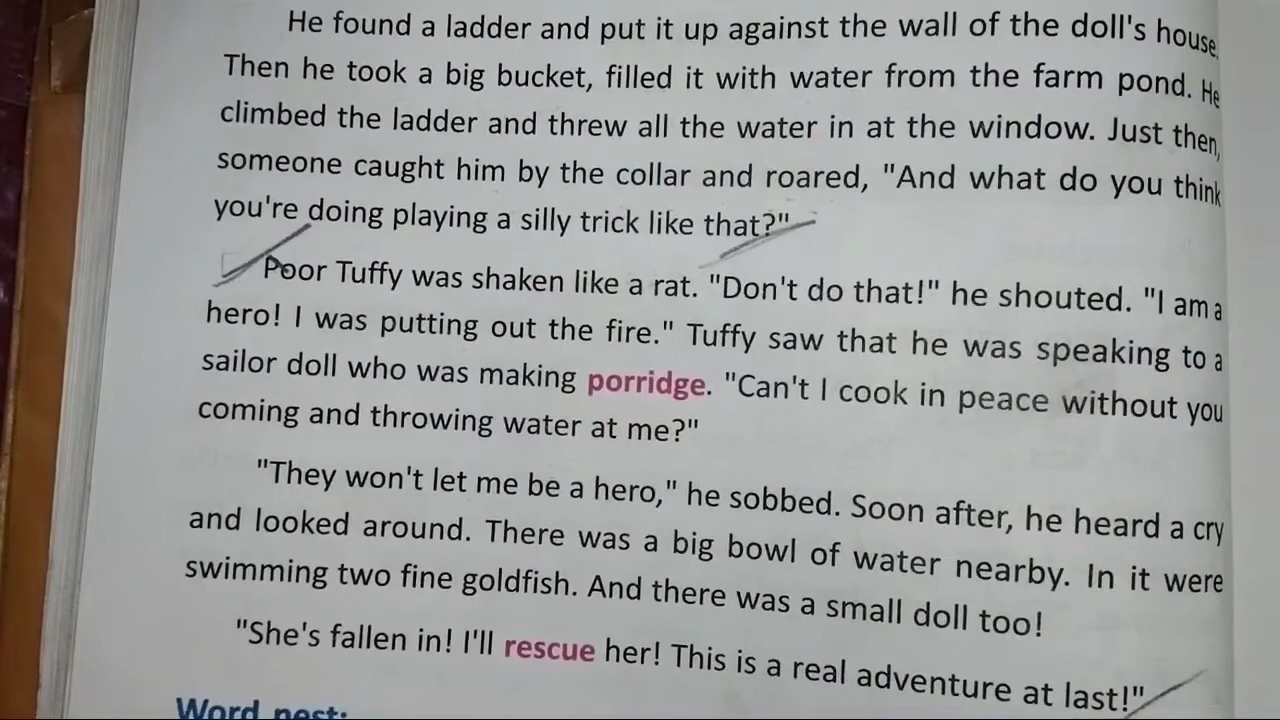 He found a ladder and put it up against the wall of the doll's house.
Then he took a big bucket, filled it with water from the farm pond. He
climbed the ladder and threw all the water in at the window. Just then,
someone caught him by the collar and roared, "And what do you think
you're doing playing a silly trick like that?"
Poor Tuffy was shaken like a rat. "Don't do that!" he shouted. "I am a
hero! I was putting out the fire." Tuffy saw that he was speaking to a
sailor doll who was making porridge. "Can't I cook in peace without you
coming and throwing water at me?"
"They won't let me be a hero," he sobbed. Soon after, he heard a cry
and looked around. There was a big bowl of water nearby. In it were
swimming two fine goldfish. And there was a small doll too!
"She's fallen in! I'll rescue her! This is a real adventure at last!"
Word nest: